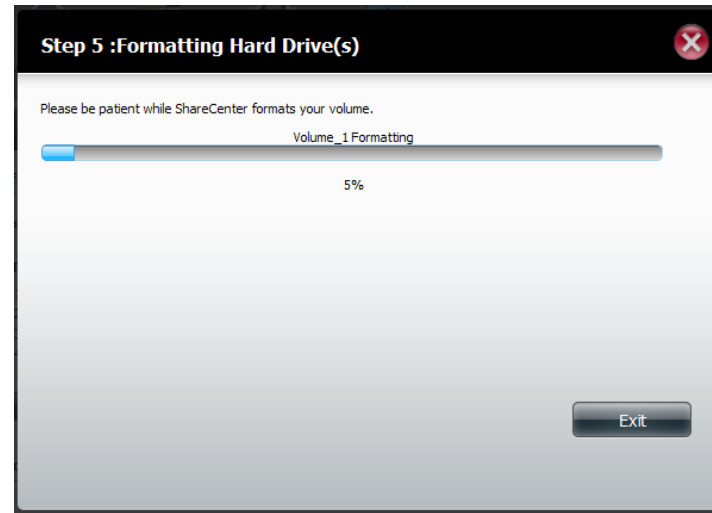 Step 5 :Formatting Hard Drive(s)
Please be patient while ShareCenter formats your volume.
Volume_1 Formatting
5%
Exit